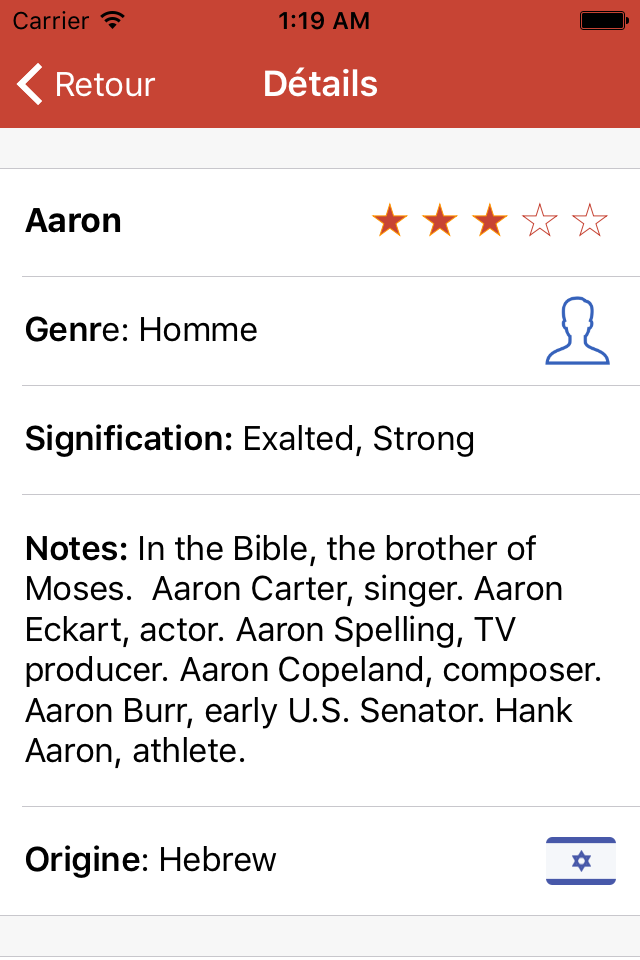 Carrier 1:19 AM
Retour Détails
Aaron
Genre: Homme
Signification: Exalted, Strong
Notes: In the Bible, the brother of
Moses.  Aaron Carter, singer. Aaron
Eckart, actor. Aaron Spelling, TV
producer. Aaron Copeland, composer.
Aaron Burr, early U.S. Senator. Hank
Aaron, athlete.
Origine: Hebrew